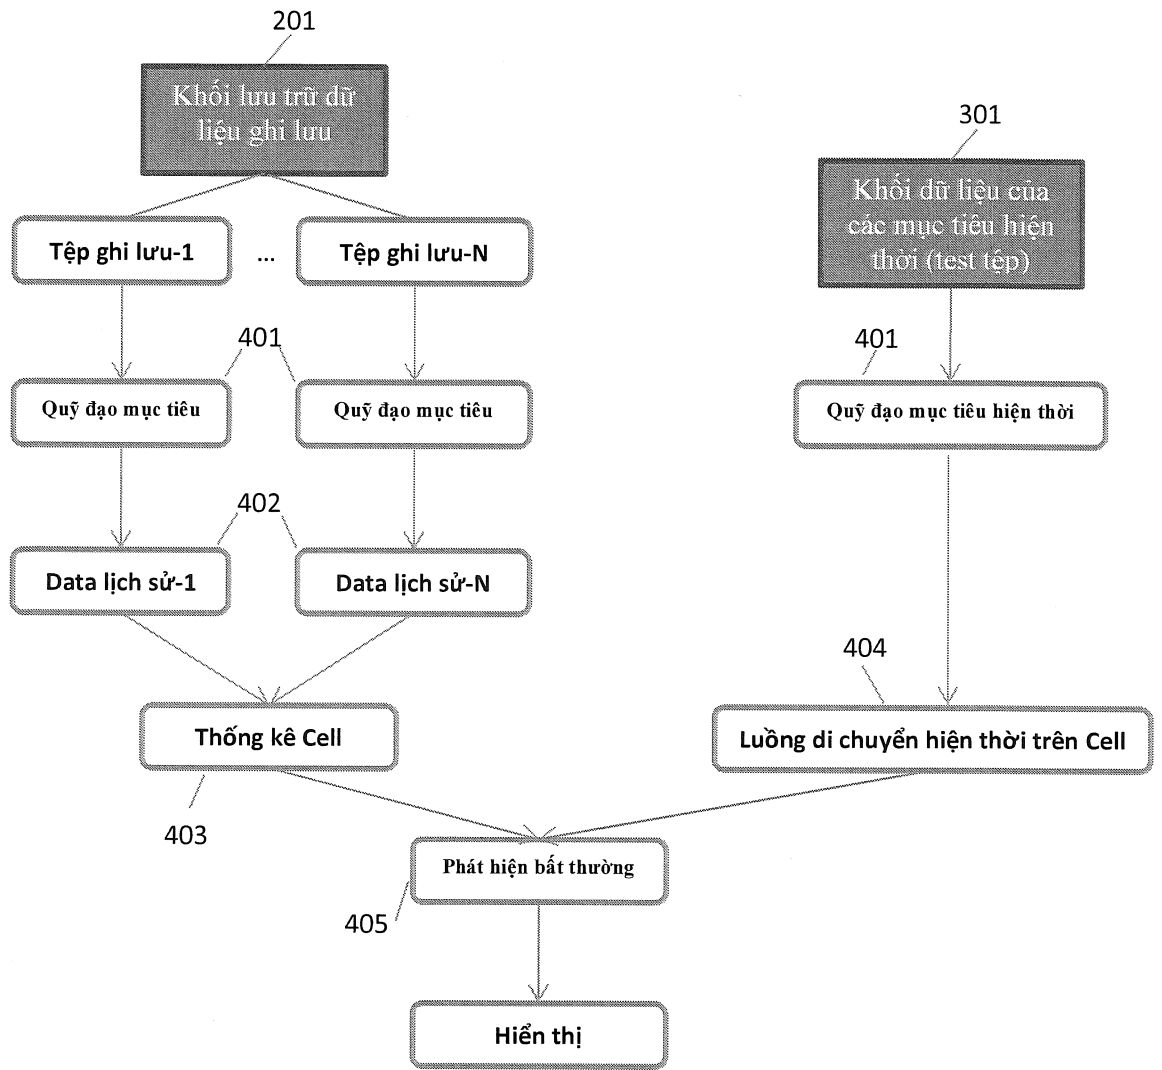 201
Khối lưu trữ dữ
liệu ghi lưu
301
Khối dữ liệu của
các mục tiêu hiện
thời (test tệp)
Tệp ghi lưu-1
...
Tệp ghi lưu-N
401
401
Quỹ đạo mục tiêu
Quỹ đạo mục tiêu
Quỹ đạo mục tiêu hiện thời
402
Data lịch sử-1
Data lịch sử-N
404
Thống kê Cell
Luồng di chuyển hiện thời trên Cell
403
Phát hiện bất thường
405
Hiển thị